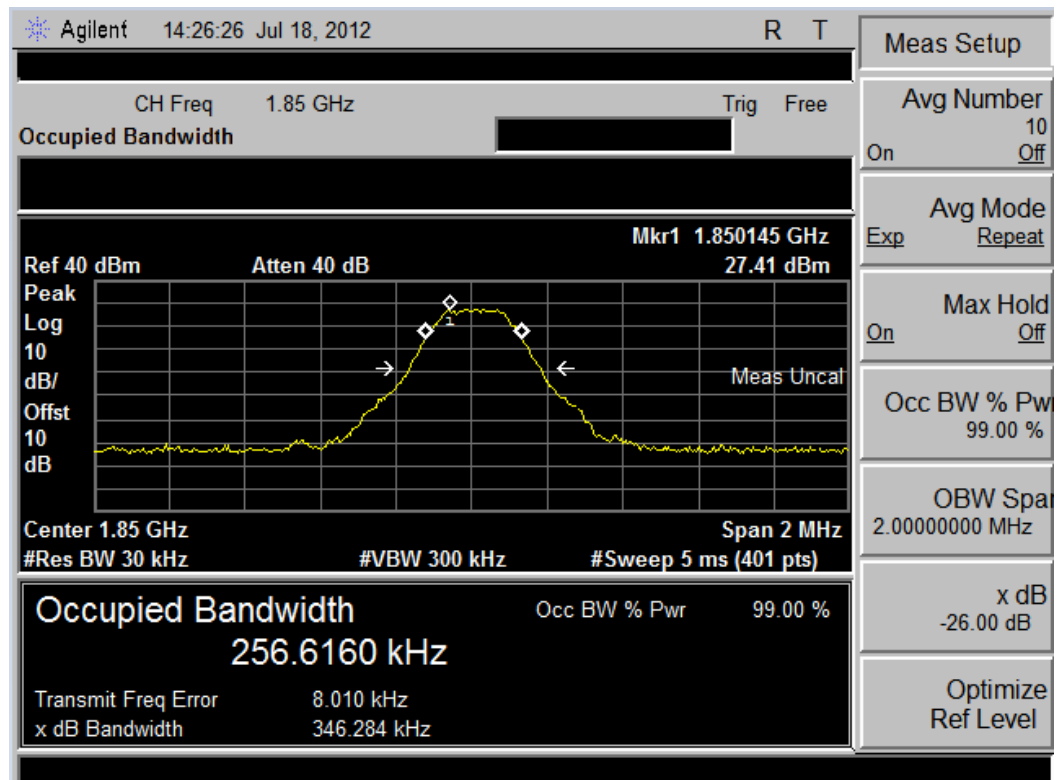 Agilent 14:26:26 Jul 18, 2012 R T
CH Freq 1.85 GHz Trig Free
Occupied Bandwidth
Mkr1 1.850145 GHz
Ref 40 dBm Atten 40 dB 27.41 dBm
Peak
Log
10
dB/
Offst
10
dB
1
Meas Uncal
Center 1.85 GHz Span 2 MHz
#Res BW 30 kHz #VBW 300 kHz #Sweep 5 ms (401 pts)
Occupied Bandwidth Occ BW % Pwr 99.00 %
256.6160 kHz
Transmit Freq Error 8.010 kHz
x dB Bandwidth 346.284 kHz
Meas Setup
Avg Number
10
On Off
Avg Mode
Exp Repeat
Max Hold
On Off
Occ BW % Pwr
99.00 %
OBW Spa
2.00000000 MHz
x dB
-26.00 dB
Optimize
Ref Level